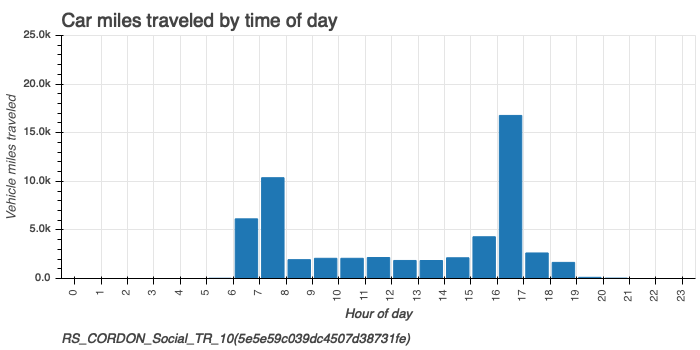 Car miles traveled by time of day
25.0k
20.0k
15.0k
10.0k
5.0k
0.0
Vehicle miles traveled
0 1 2 3 4 5 6 7 8 9 10 11 12 13 14 15 16 17 18 19 20 21 22 23
Hour of day
RS_CORDON_Social_TR_10(5e5e59c039dc4507d38731fe)